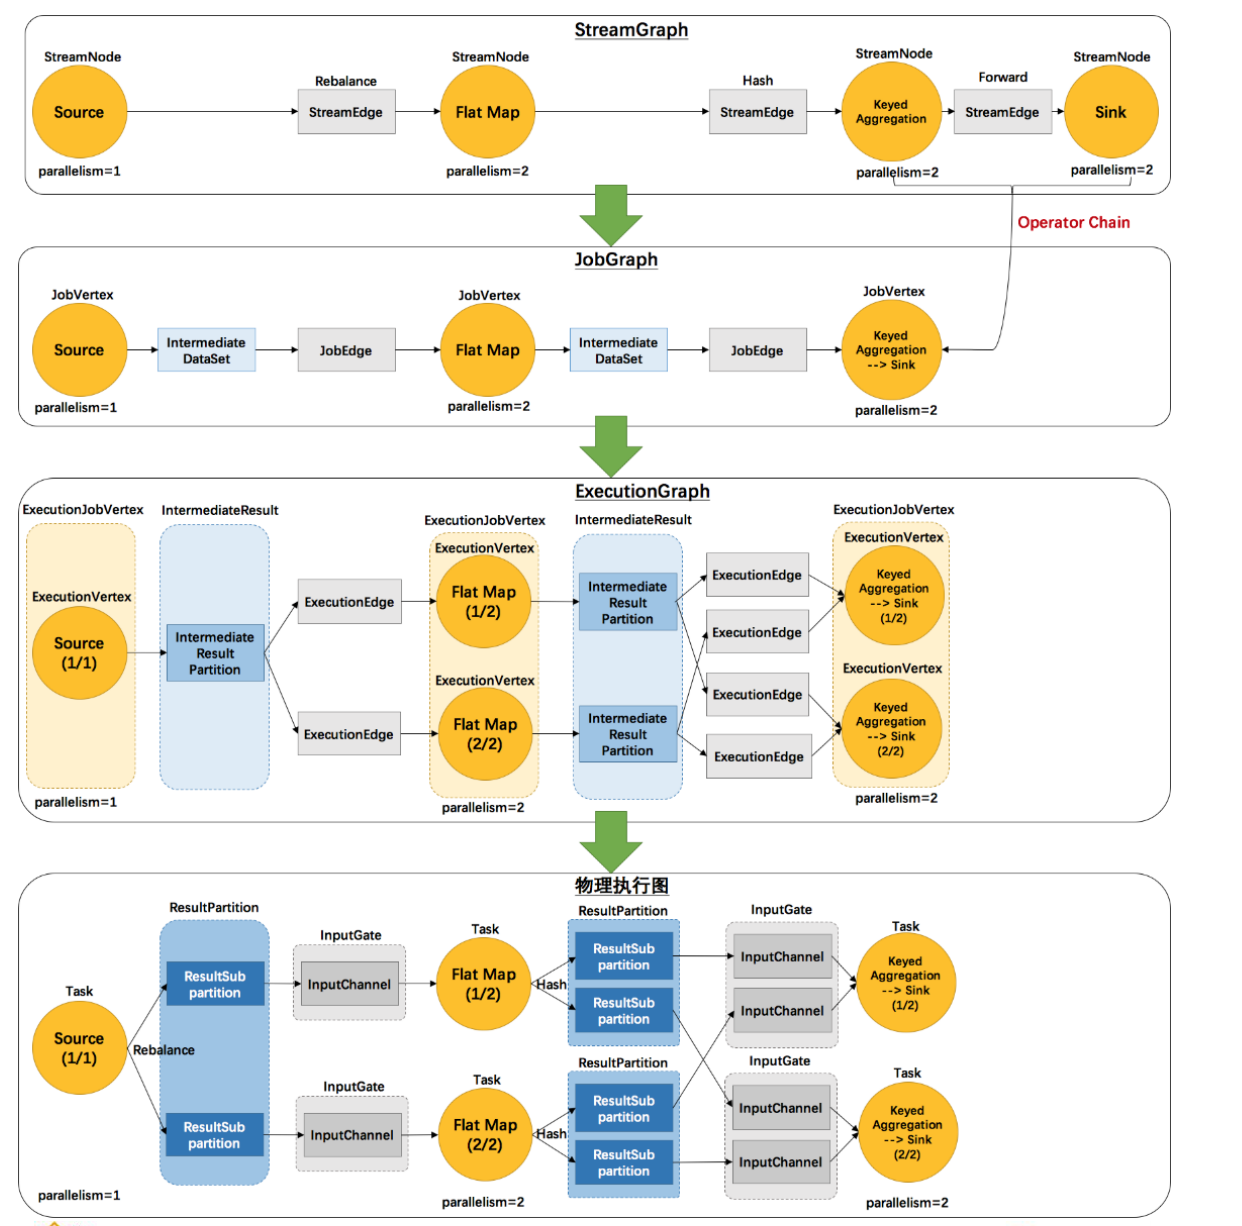 StreamGraph
StreamNode
Source
parallelism=1
Rebalance
StreamEdge
StreamNode
Flat Map
parallelism=2
Hash
StreamEdge
StreamNode
Keyed
Aggregation
parallelism=2
Forward
StreamEdge
StreamNode
Sink
parallelism=2
Operator Chain
JobGraph
JobVertex
Source
parallelism=1
Intermediate
DataSet
JobEdge
JobVertex
Flat Map
parallelism=2
Intermediate
DataSet
JobEdge
JobVertex
Keyed
Aggregation
--> Sink
parallelism=2
ExecutionGraph
ExecutionJobVertex
ExecutionVertex
Source
(1/1)
parallelism=1
IntermediateResult
Intermediate
Result
Partition
ExecutionEdge
ExecutionEdge
ExecutionJobVertex
ExecutionVertex
Flat Map
(1/2)
ExecutionVertex
Flat Map
(2/2)
parallelism=2
IntermediateResult
Intermediate
Result
Partition
Intermediate
Result
Partition
ExecutionEdge
ExecutionEdge
ExecutionEdge
ExecutionEdge
ExecutionJobVertex
ExecutionVertex
Keyed
Aggregation
--> Sink
(1/2)
ExecutionVertex
Keyed
Aggregation
--> Sink
(2/2)
parallelism=2
物理执行图
Task
Source
(1/1)
parallelism=1
Rebalance
ResultPartition
ResultSub
partition
ResultSub
partition
InputGate
InputChannel
InputGate
InputChannel
Task
Flat Map
(1/2)
Hash
Task
Flat Map
(2/2)
Hash
parallelism=2
ResultPartition
ResultSub
partition
ResultSub
partition
ResultPartition
ResultSub
partition
ResultSub
partition
InputGate
InputChannel
InputChannel
InputGate
InputChannel
InputChannel
Task
Keyed
Aggregation
--> Sink
(1/2)
Task
Keyed
Aggregation
--> Sink
(2/2)
parallelism=2